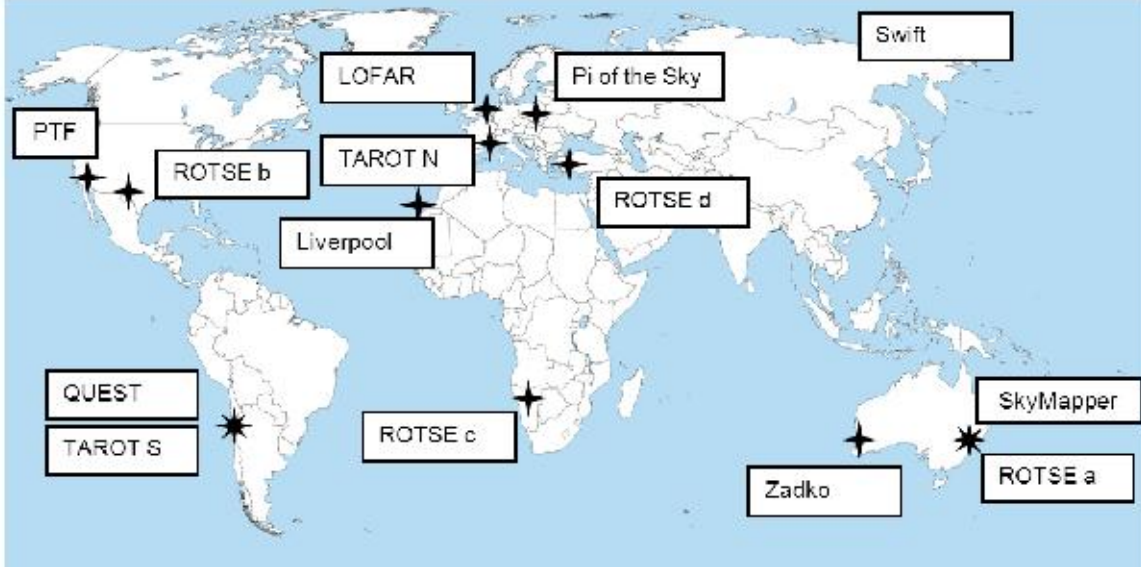 Swift
LOFAR
Pi of the Sky
PTF
ROTSE b
TAROT N
ROTSE d
Liverpool
QUEST
TAROT S
ROTSE c
SkyMapper
Zadko
ROTSE a